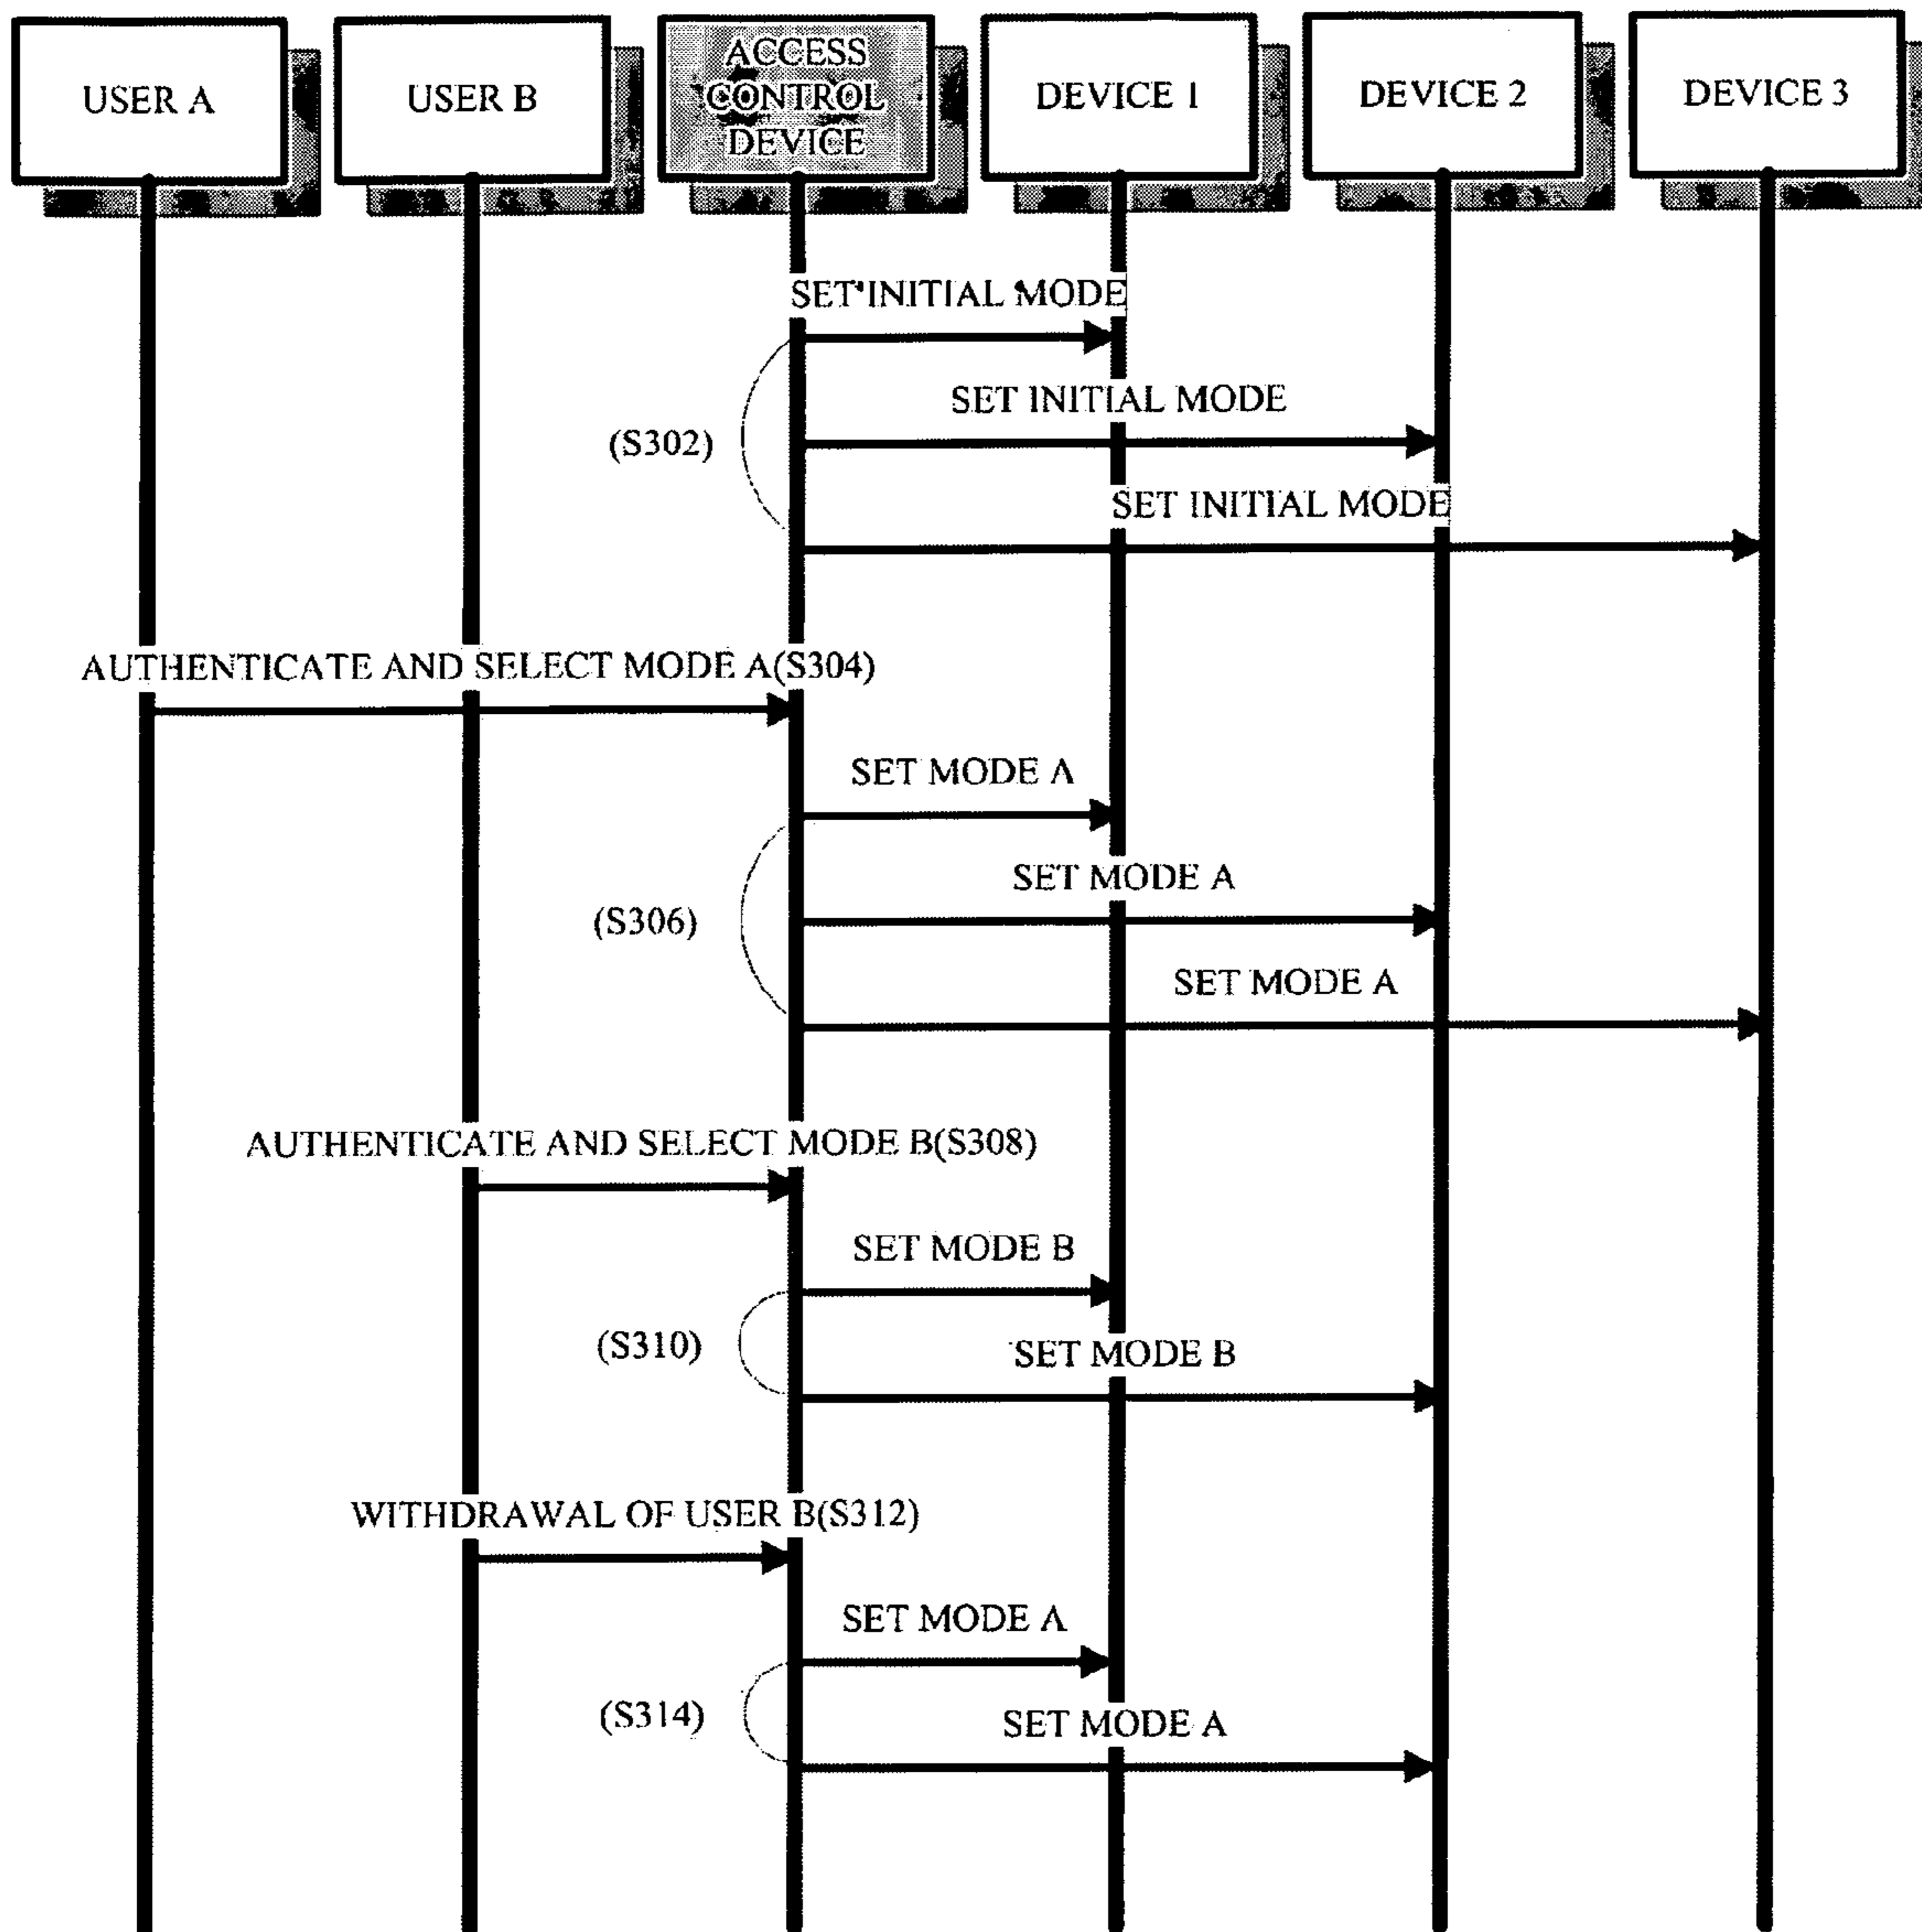 USER A
USER B
ACCESS
CONTROL
DEVICE
DEVICE 1
DEVICE 2
DEVICE 3
SET INITIAL MODE
SET INITIAL MODE
(S302)
SET INITIAL MODE
AUTHENTICATE AND SELECT MODE A(S304)
SET MODE A
SET MODE A
(S306)
SET MODE A
AUTHENTICATE AND SELECT MODE B(S308)
SET MODE B
(S310)
SET MODE B
WITHDRAWAL OF USER B(S312)
SET MODE A
(S314)
SET MODE A